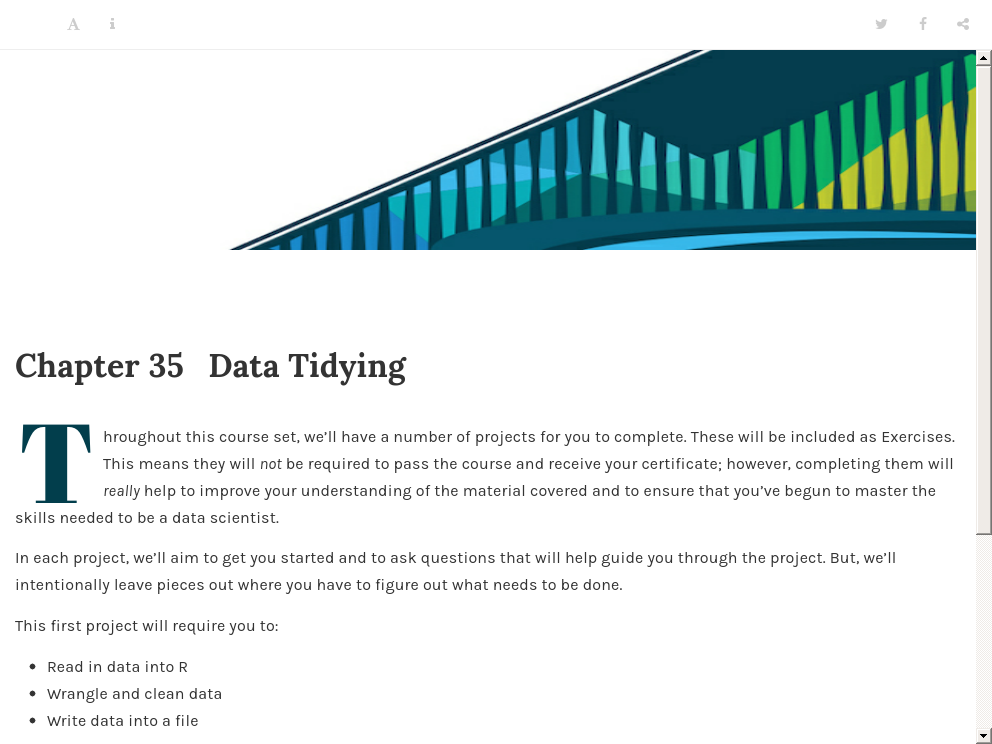 Chapter 35 Data Tidying
Throughout this course set, we’ll have a number of projects for you to complete. These will be included as Exercises.
This means they will not be required to pass the course and receive your certificate; however, completing them will
really help to improve your understanding of the material covered and to ensure that you’ve begun to master the
skills needed to be a data scientist.
In each project, we’ll aim to get you started and to ask questions that will help guide you through the project. But, we’ll
intentionally leave pieces out where you have to figure out what needs to be done.
This first project will require you to:
• Read in data into R
• Wrangle and clean data
• Write data into a file